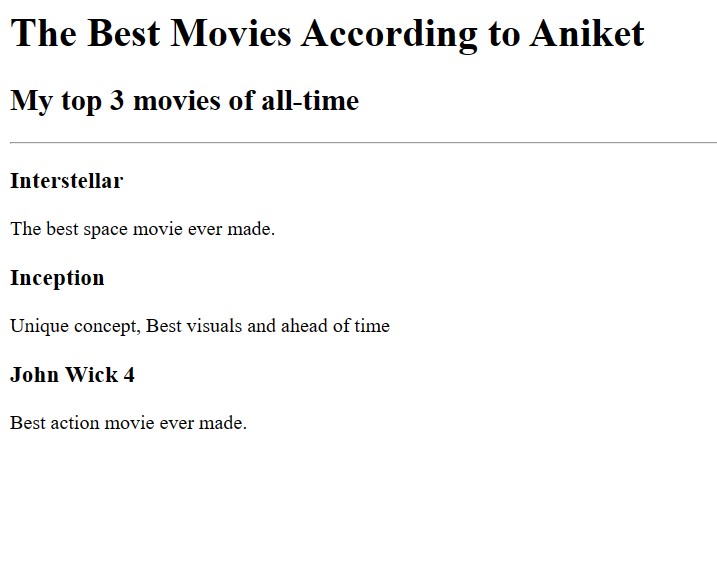 The Best Movies According to Aniket
My top 3 movies of all-time
Interstellar
The best space movie ever made.
Inception
Unique concept, Best visuals and ahead of time
John Wick 4
Best action movie ever made.